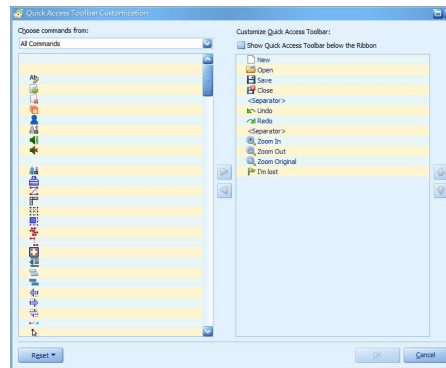 Quick Access Toolbar Customization
Choose commands from:
All Commands
Customize Quick Access Toolbar:
Show Quick Access Toolbar below the Ribbon
New
Open
Save
Close
<Separator>
Undo
Redo
<Separator>
Zoom In
Zoom Out
Zoom Original
I'm lost
Reset
OK
Cancel